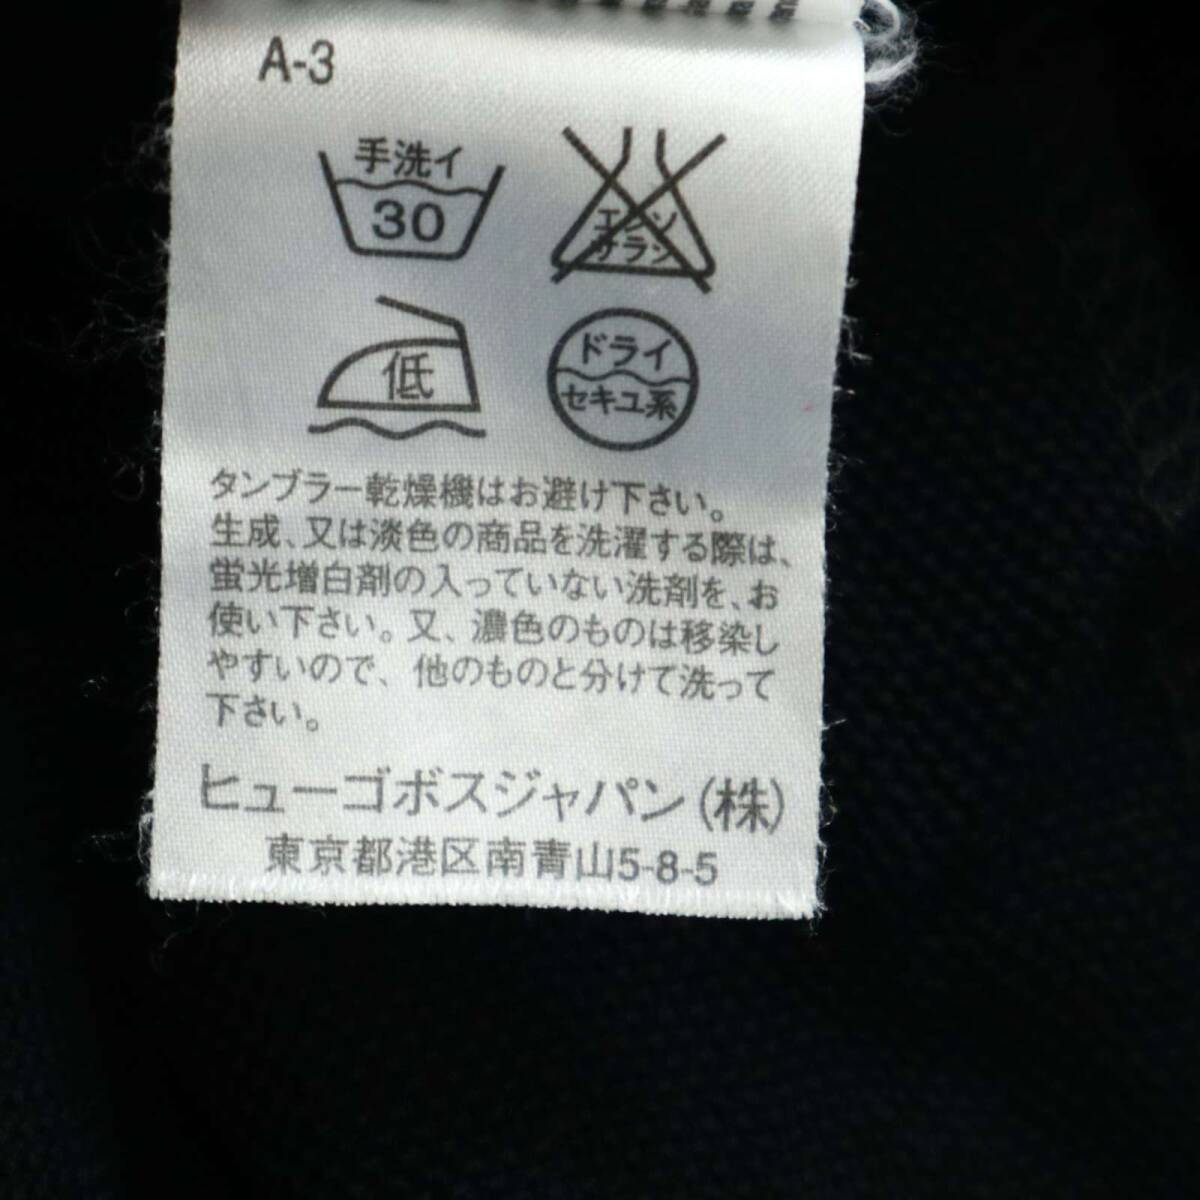 A-3
手洗イ
30
エンソ
サラシ
低
ドライ
セキユ系
タンブラー乾燥機はお避け下さい。
生成、又は淡色の商品を洗濯する際は、
蛍光増白剤の入っていない洗剤を、お
使い下さい。又、濃色のものは移染し
やすいので、他のものと分けて洗って
下さい。
ヒューゴボスジャパン(株)
東京都港区南青山5-8-5